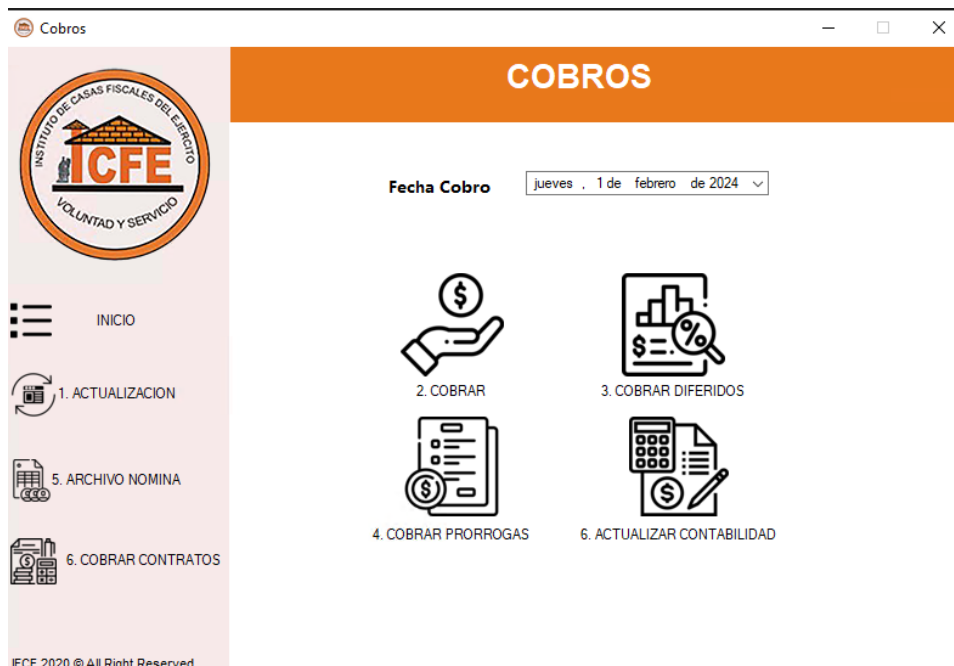 Cobros
COBROS
INSTITUTO DE CASAS FISCALES DEL EJERCITO
ICFE
VOLUNTAD Y SERVICIO
Fecha Cobro
jueves , 1 de febrero de 2024
INICIO
1. ACTUALIZACION
5. ARCHIVO NOMINA
6. COBRAR CONTRATOS
2. COBRAR
3. COBRAR DIFERIDOS
4. COBRAR PRORROGAS
6. ACTUALIZAR CONTABILIDAD
IECE 2020 © All Right Reserved